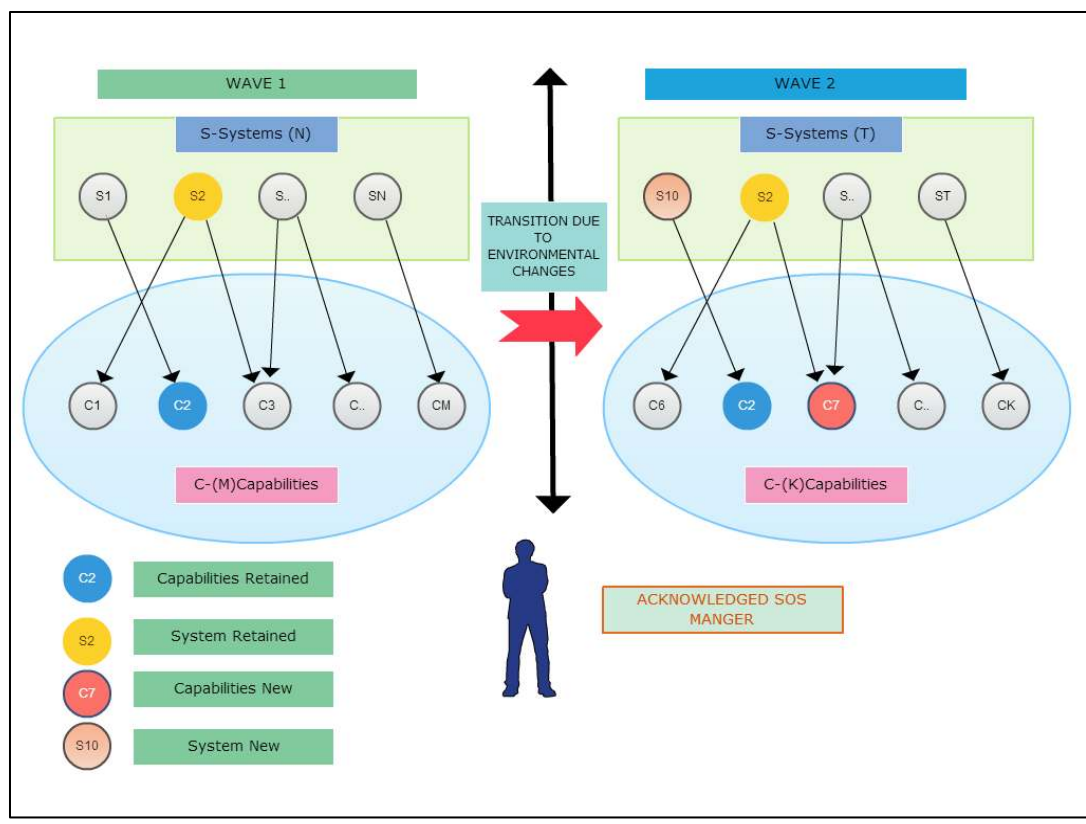 WAVE 1
S-Systems (N)
S1
S2
S..
SN
C1
C2
C3
C..
CM
C-(M)Capabilities
TRANSITION DUE
TO
ENVIRONMENTAL
CHANGES
WAVE 2
S-Systems (T)
S10
S2
S..
ST
C6
C2
C7
C..
CK
C-(K)Capabilities
C2
Capabilities Retained
S2
System Retained
C7
Capabilities New
S10
System New
ACKNOWLEDGED SOS
MANGER